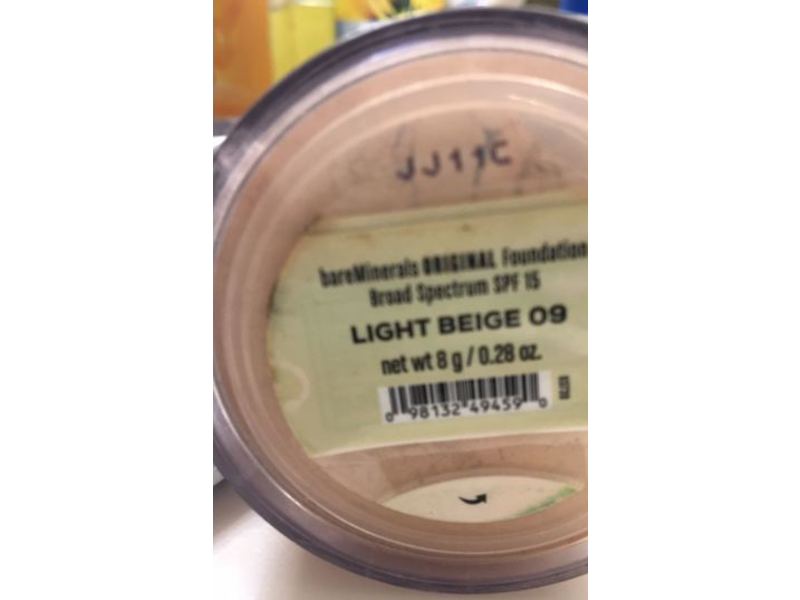 JJ11C
bareMinerals ORIGINAL Foundation
Broad Spectrum SPF 15
LIGHT BEIGE 09
net wt 8 g / 0.28 oz.
0 98132 49459 0